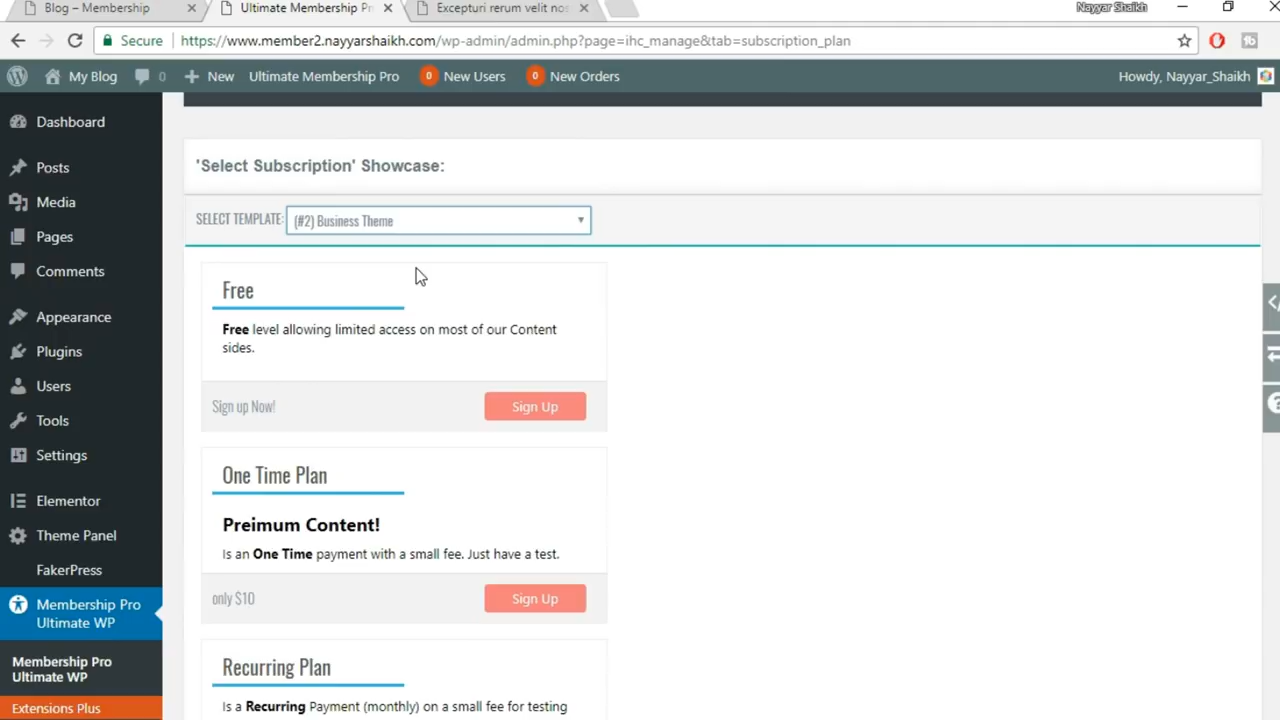 Blog – Membership
Ultimate Membership Pr
Excepturi rerum velit nos
Nayyar Shaikh
Secure
https://www.member2.nayyarshaikh.com/wp-admin/admin.php?page=ihc_manage&tab=subscription_plan
My Blog
0
New
Ultimate Membership Pro
0 New Users
0 New Orders
Howdy, Nayyar_Shaikh
Dashboard
Posts
Media
Pages
Comments
Appearance
Plugins
Users
Tools
Settings
Elementor
Theme Panel
FakerPress
Membership Pro
Ultimate WP
Membership Pro
Ultimate WP
Extensions Plus
'Select Subscription' Showcase:
SELECT TEMPLATE: (#2) Business Theme
Free
Free level allowing limited access on most of our Content
sides.
Sign up Now!
Sign Up
One Time Plan
Preimum Content!
Is an One Time payment with a small fee. Just have a test.
only $10
Sign Up
Recurring Plan
Is a Recurring Payment (monthly) on a small fee for testing